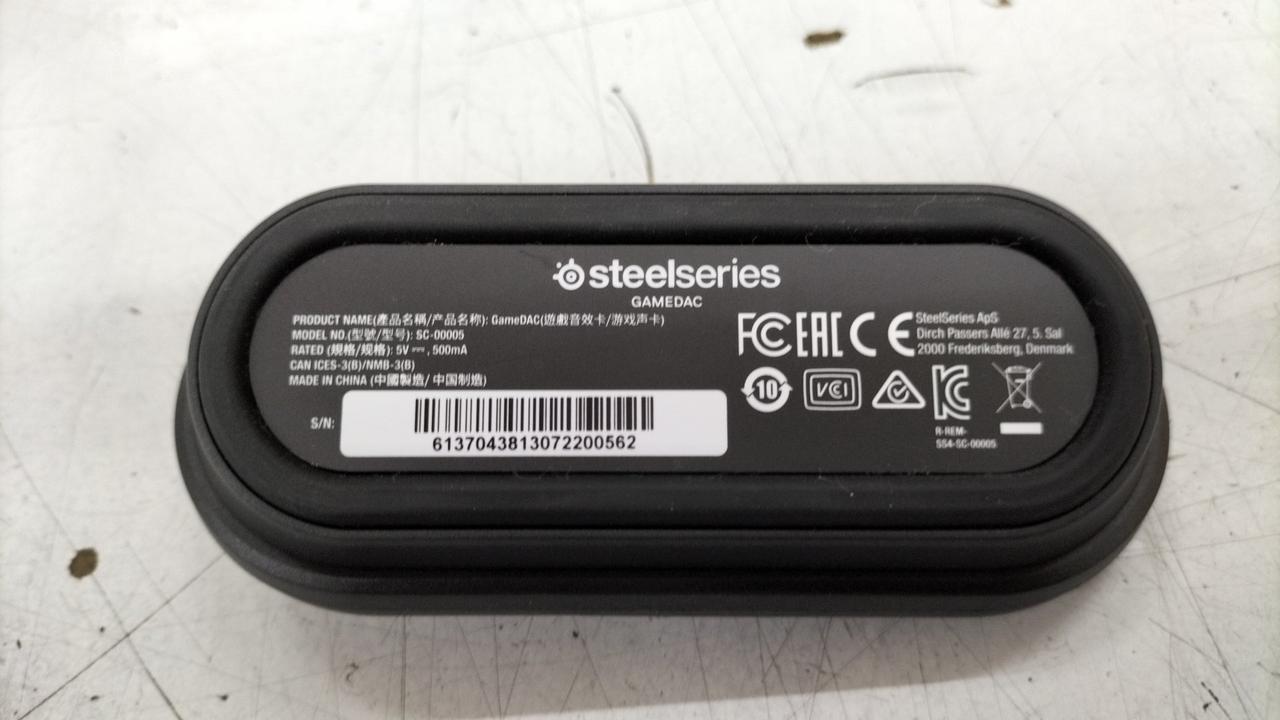 steelseries
GAMEDAC
PRODUCT NAME(產品名稱/产品名称): GameDAC(遊戲音效卡/游戏声卡)
MODEL NO.(型號/型号): SC-00005
RATED (規格/规格): 5V ⎓, 500mA
CAN ICES-3(B)/NMB-3(B)
MADE IN CHINA (中國製造/ 中国制造)
S/N:
6137043813072200562
FC EAC CE
SteelSeries ApS
Dirch Passers Allé 27, 5. Sal
2000 Frederiksberg, Denmark
10 VCI KC
R-REM-
SS4-SC-00005